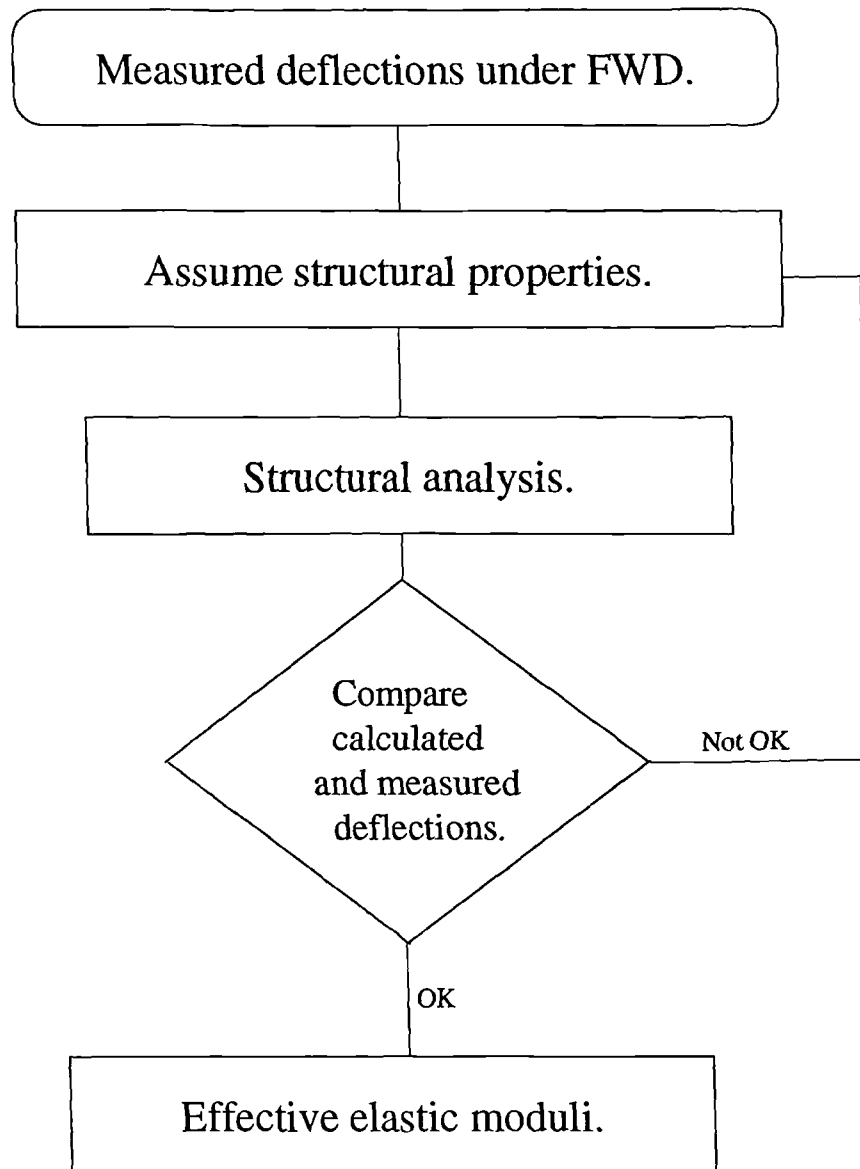 Measured deflections under FWD.
Assume structural properties.
Structural analysis.
Compare
calculated
and measured
deflections.
Not OK
OK
Effective elastic moduli.